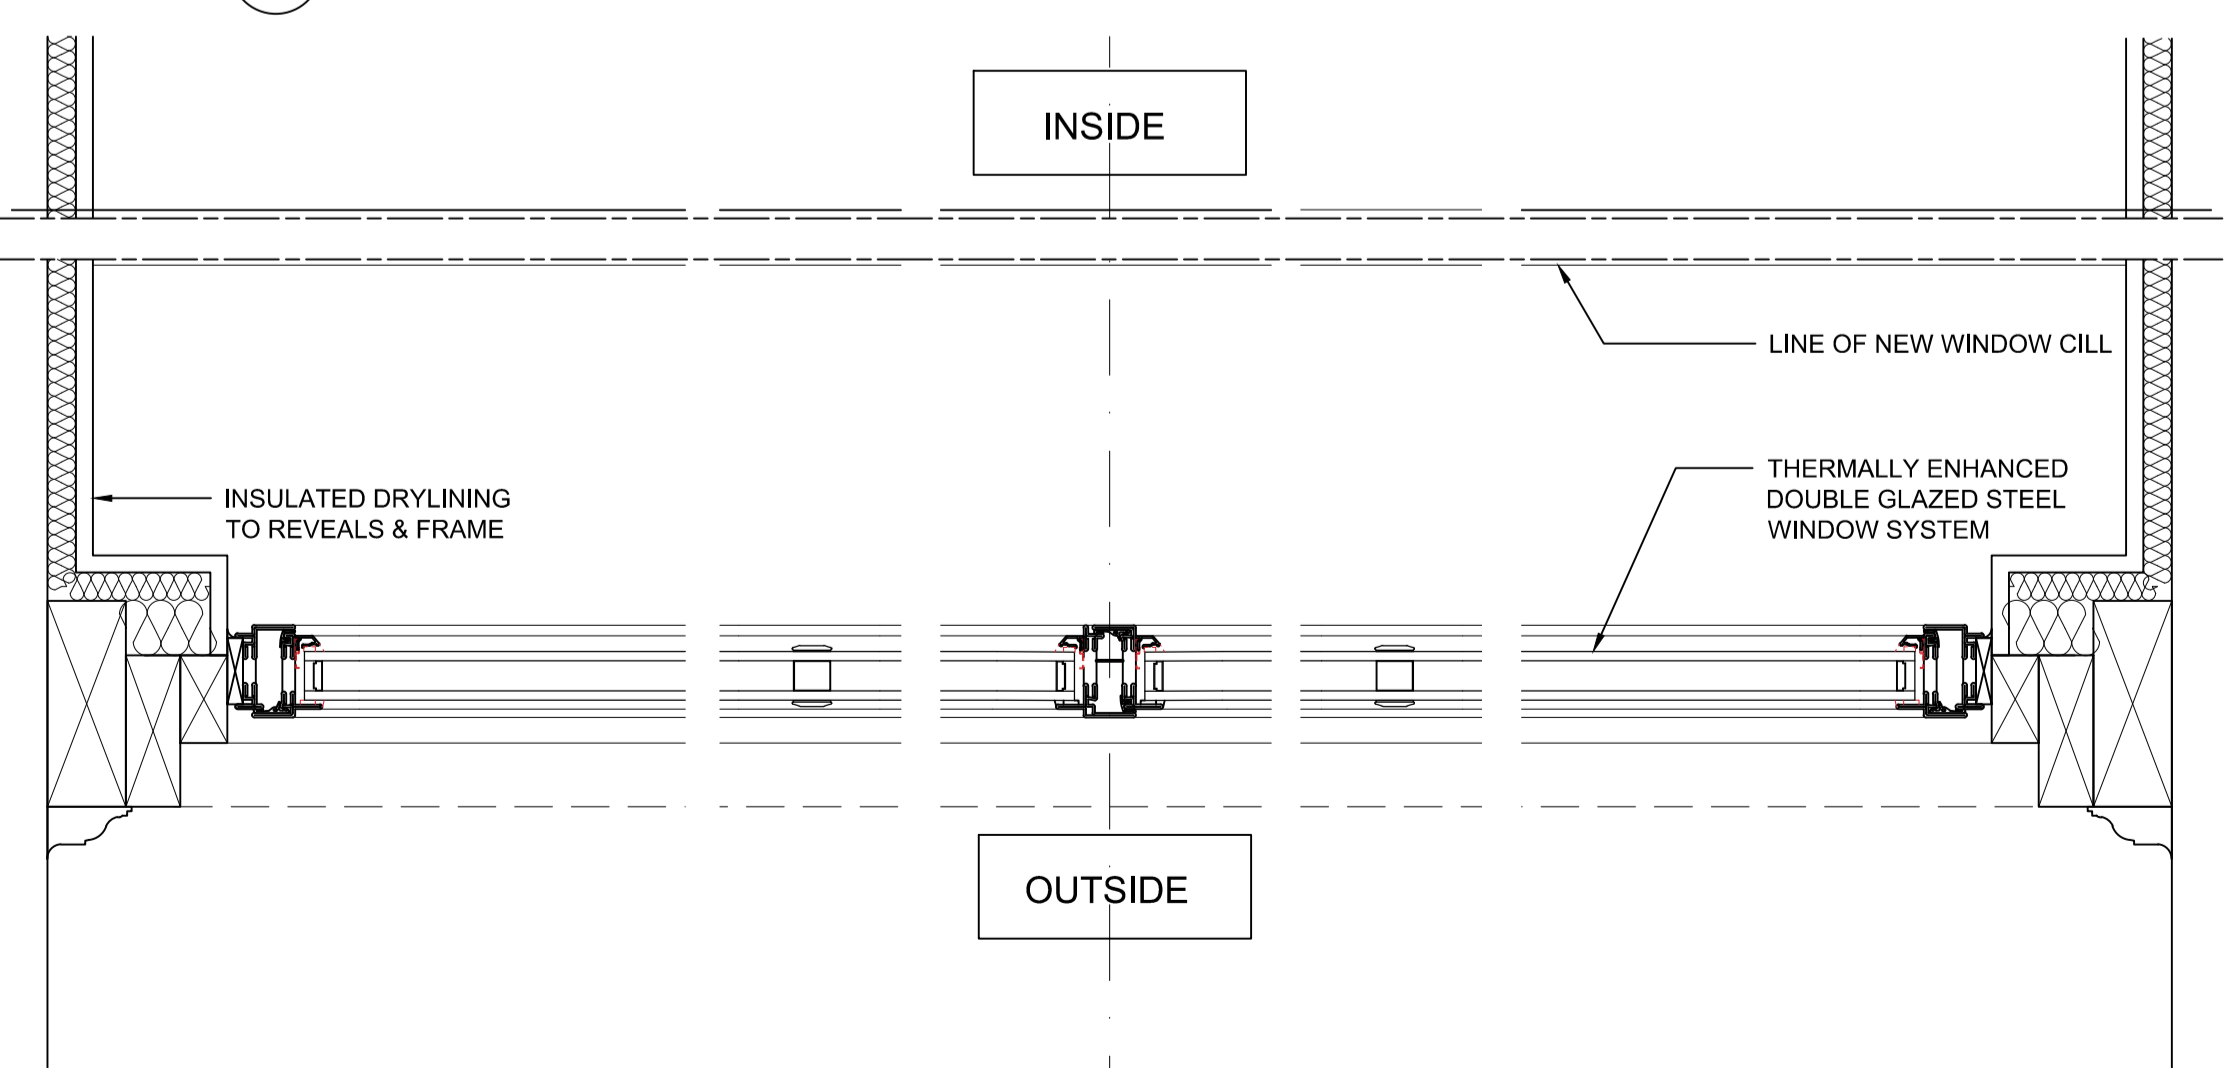 INSIDE
LINE OF NEW WINDOW CILL
THERMALLY ENHANCED
DOUBLE GLAZED STEEL
WINDOW SYSTEM
INSULATED DRYLINING
TO REVEALS & FRAME
OUTSIDE